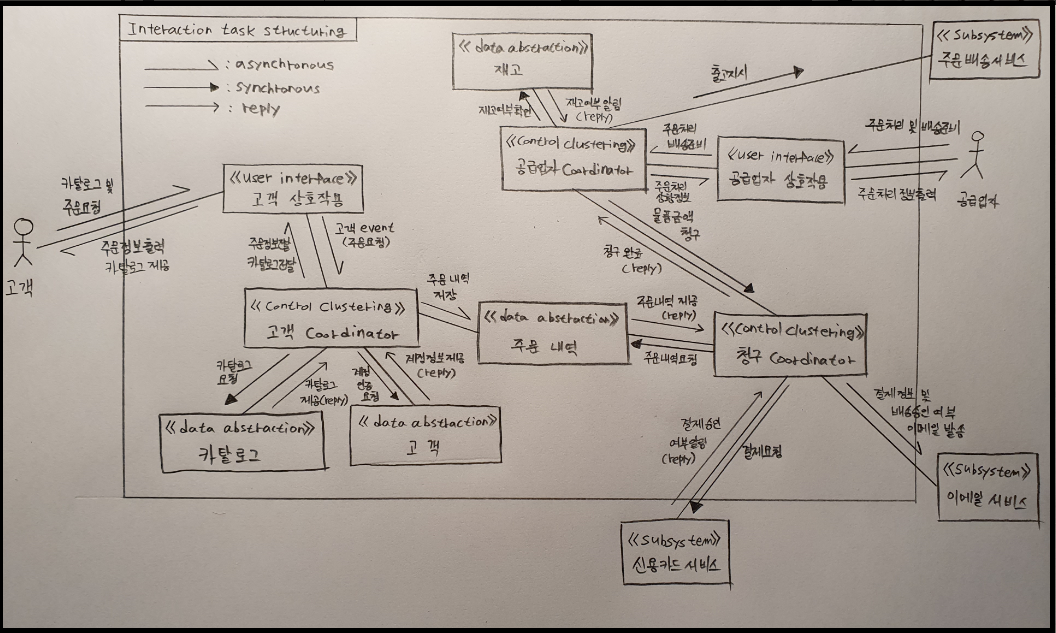 Interaction task structuring
: asynchronous
: synchronous
: reply
《data abstraction》
재고
재고여부확인
재고여부알림
(reply)
출고지시
《Subsystem》
주문배송서비스
《Control clustering》
공급업자 Coordinator
주문처리
배송준비
주문처리
상황정보
《user interface》
공급업자 상호작용
주문처리 및 배송준비
주문처리 정보출력
공급업자
카탈로그 및
주문요청
주문정보출력
카탈로그 제공
고객
《user interface》
고객 상호작용
주문정보전달
카탈로그전달
고객 event
(주문요청)
물품금액
청구
청구 완료
(reply)
《Control Clustering》
고객 Coordinator
주문 내역
저장
《data abstraction》
주문 내역
주문내역 제공
(reply)
주문내역요청
《Control clustering》
청구 Coordinator
카탈로그
요청
카탈로그
제공(reply)
계정
인증
요청
계정정보제공
(reply)
《data abstraction》
카탈로그
《data abstraction》
고객
결제승인
여부알림
(reply)
결제요청
결제정보 및
배송승인 여부
이메일 발송
《Subsystem》
신용카드 서비스
《Subsystem》
이메일 서비스